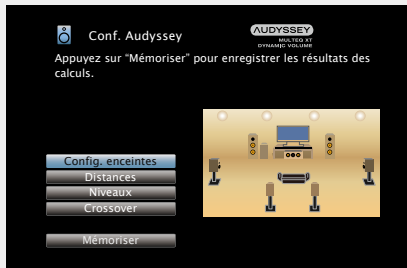 Conf. Audyssey
AUDYSSEY
MULTEQ XT
DYNAMIC VOLUME
Appuyez sur “Mémoriser” pour enregistrer les résultats des
calculs.
Config. enceintes
Distances
Niveaux
Crossover
Mémoriser